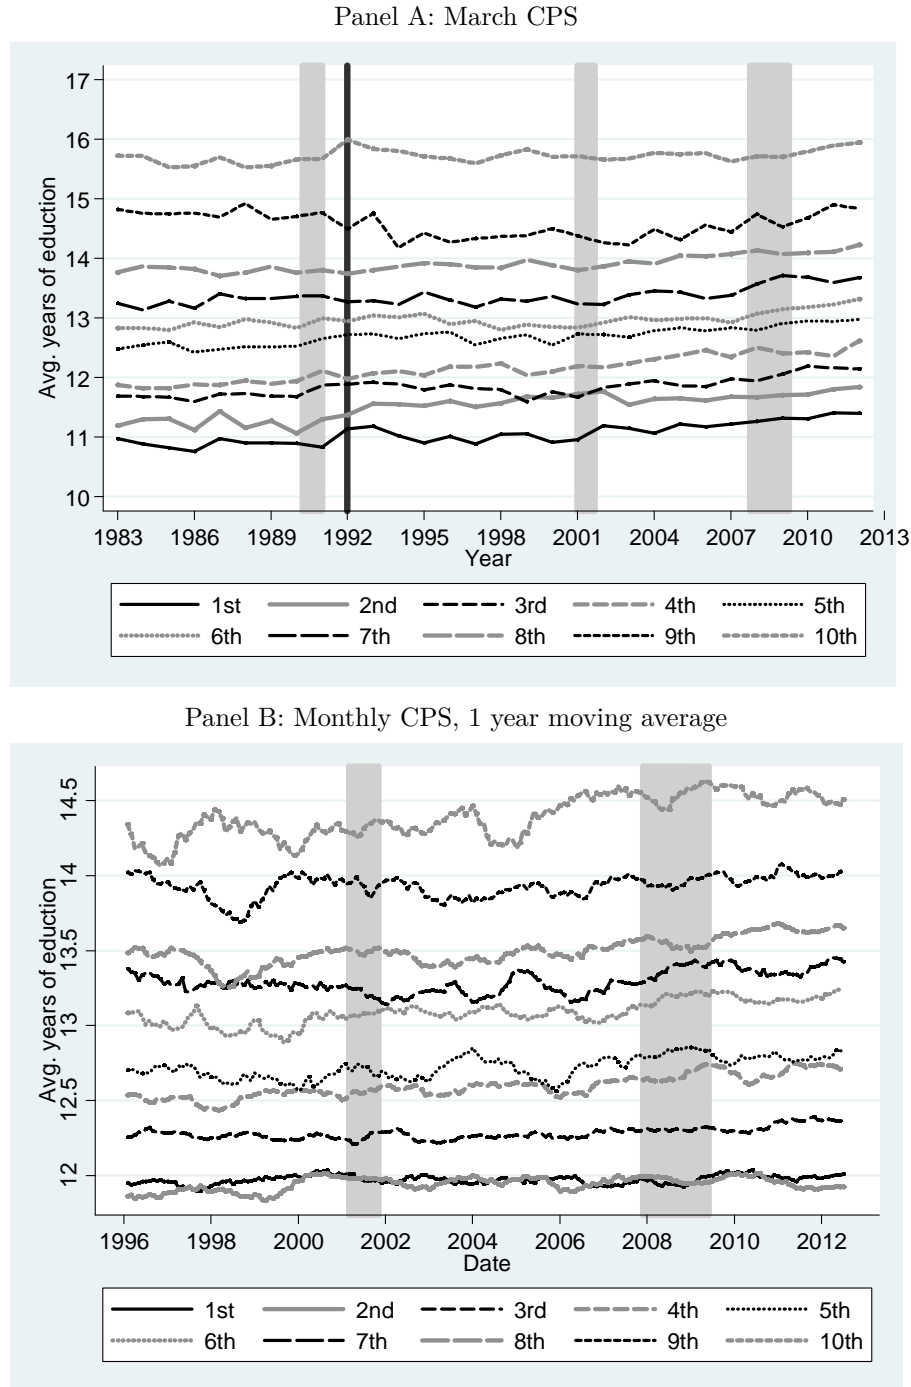 Panel A: March CPS
17
16
15
14
13
12
11
10
Avg. years of eduction
1983 1986 1989 1992 1995 1998 2001 2004 2007 2010 2013
Year
1st 2nd 3rd 4th 5th
6th 7th 8th 9th 10th
Panel B: Monthly CPS, 1 year moving average
14.5
14
13.5
13
12.5
12
Avg. years of eduction
1996 1998 2000 2002 2004 2006 2008 2010 2012
Date
1st 2nd 3rd 4th 5th
6th 7th 8th 9th 10th